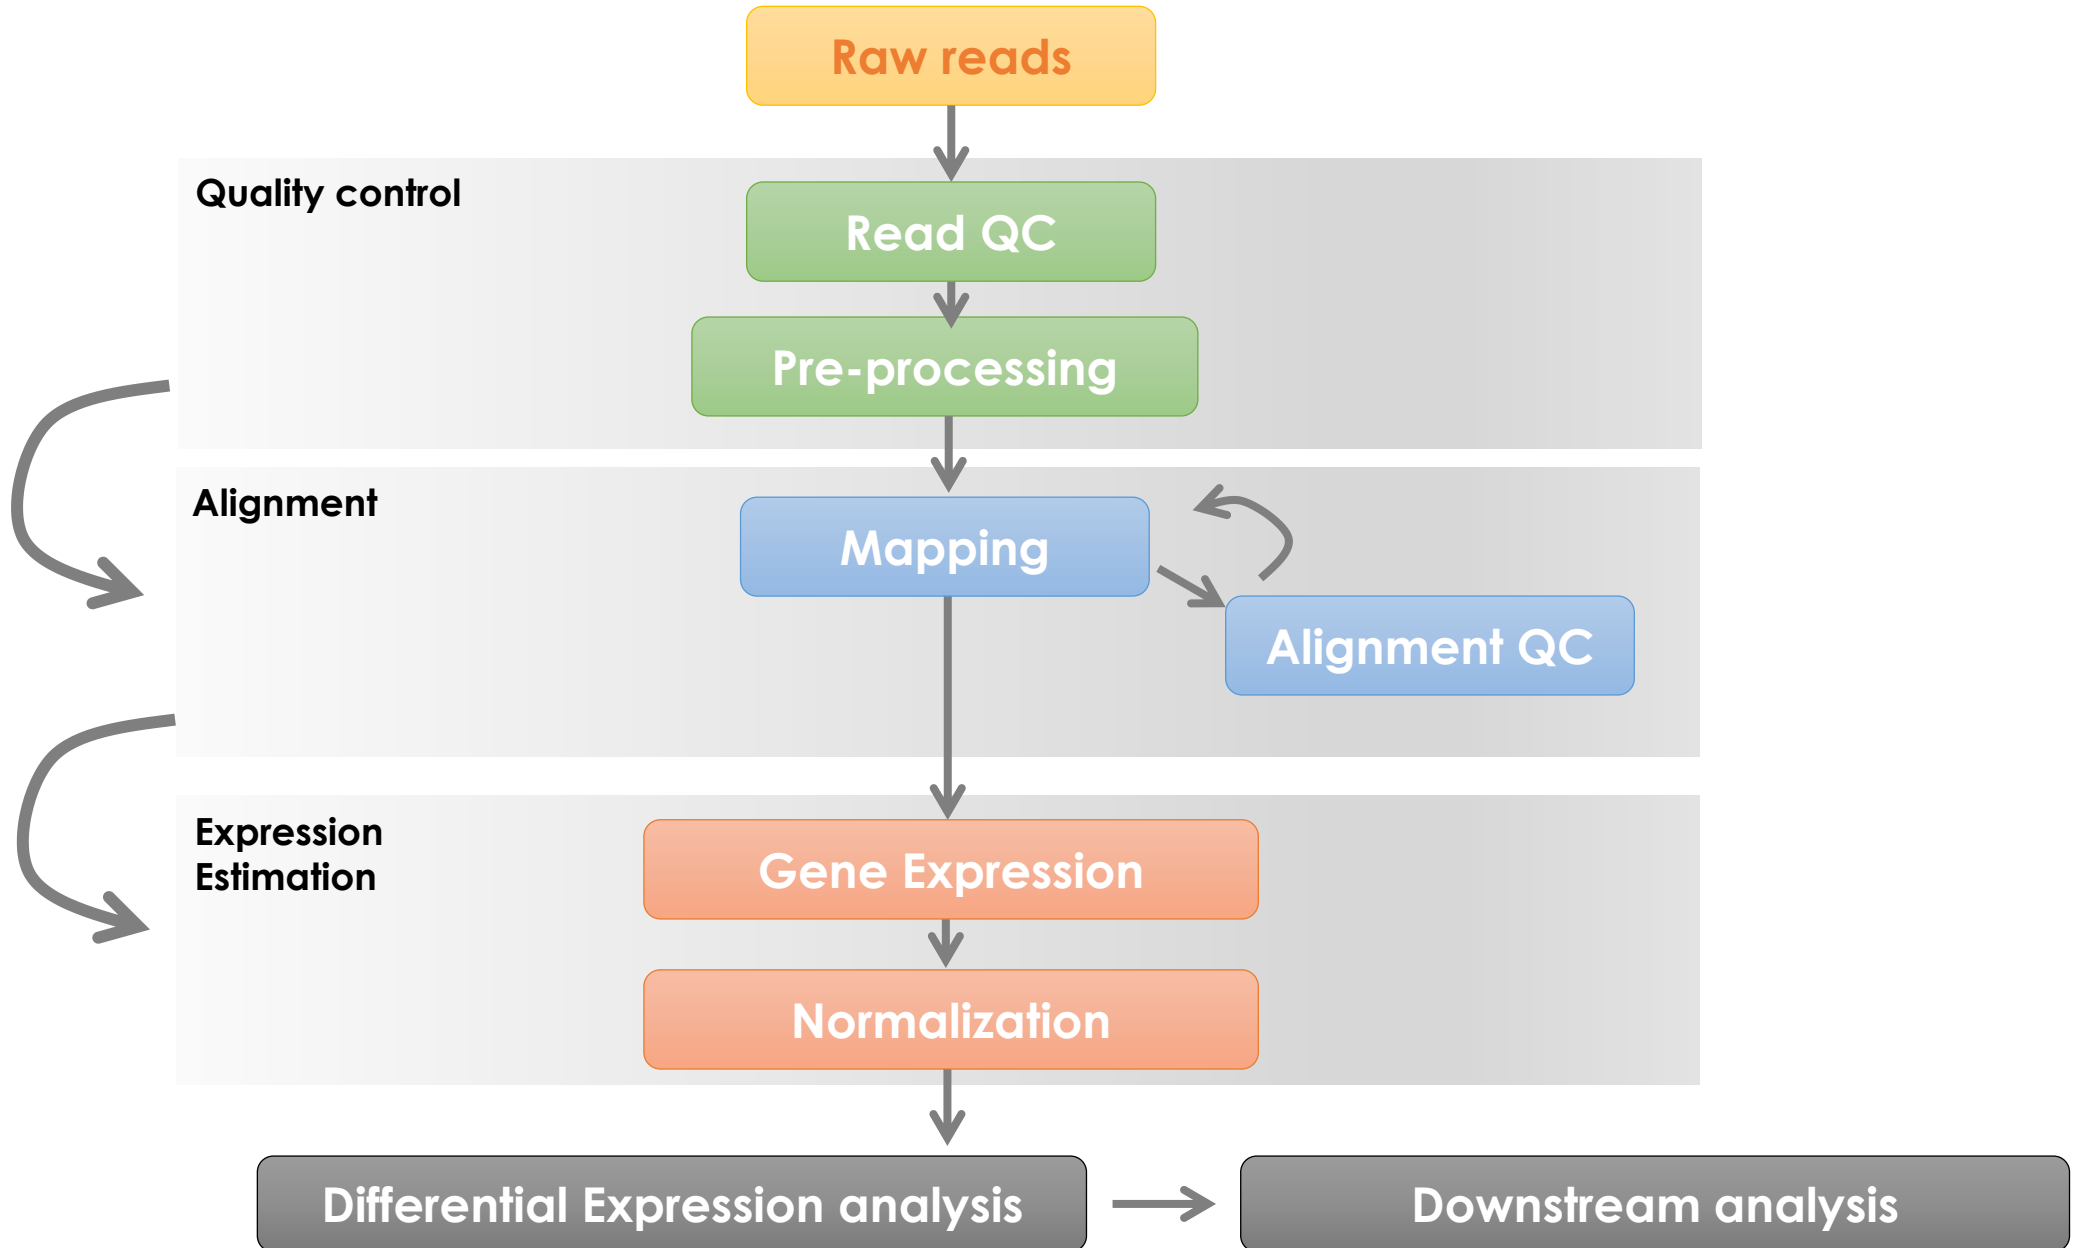 Raw reads
Quality control
Read QC
Pre-processing
Alignment
Mapping
Alignment QC
Expression
Estimation
Gene Expression
Normalization
Differential Expression analysis
Downstream analysis